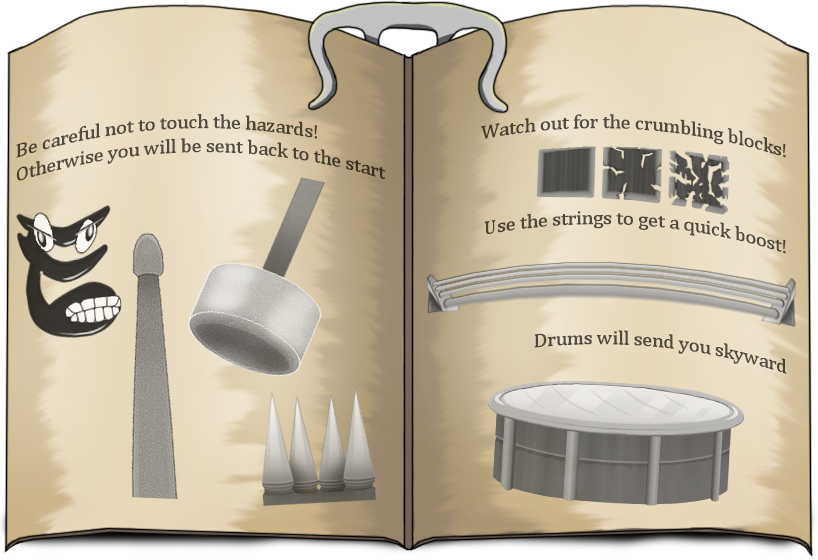 Be careful not to touch the hazards!
Otherwise you will be sent back to the start
Watch out for the crumbling blocks!
Use the strings to get a quick boost!
Drums will send you skyward